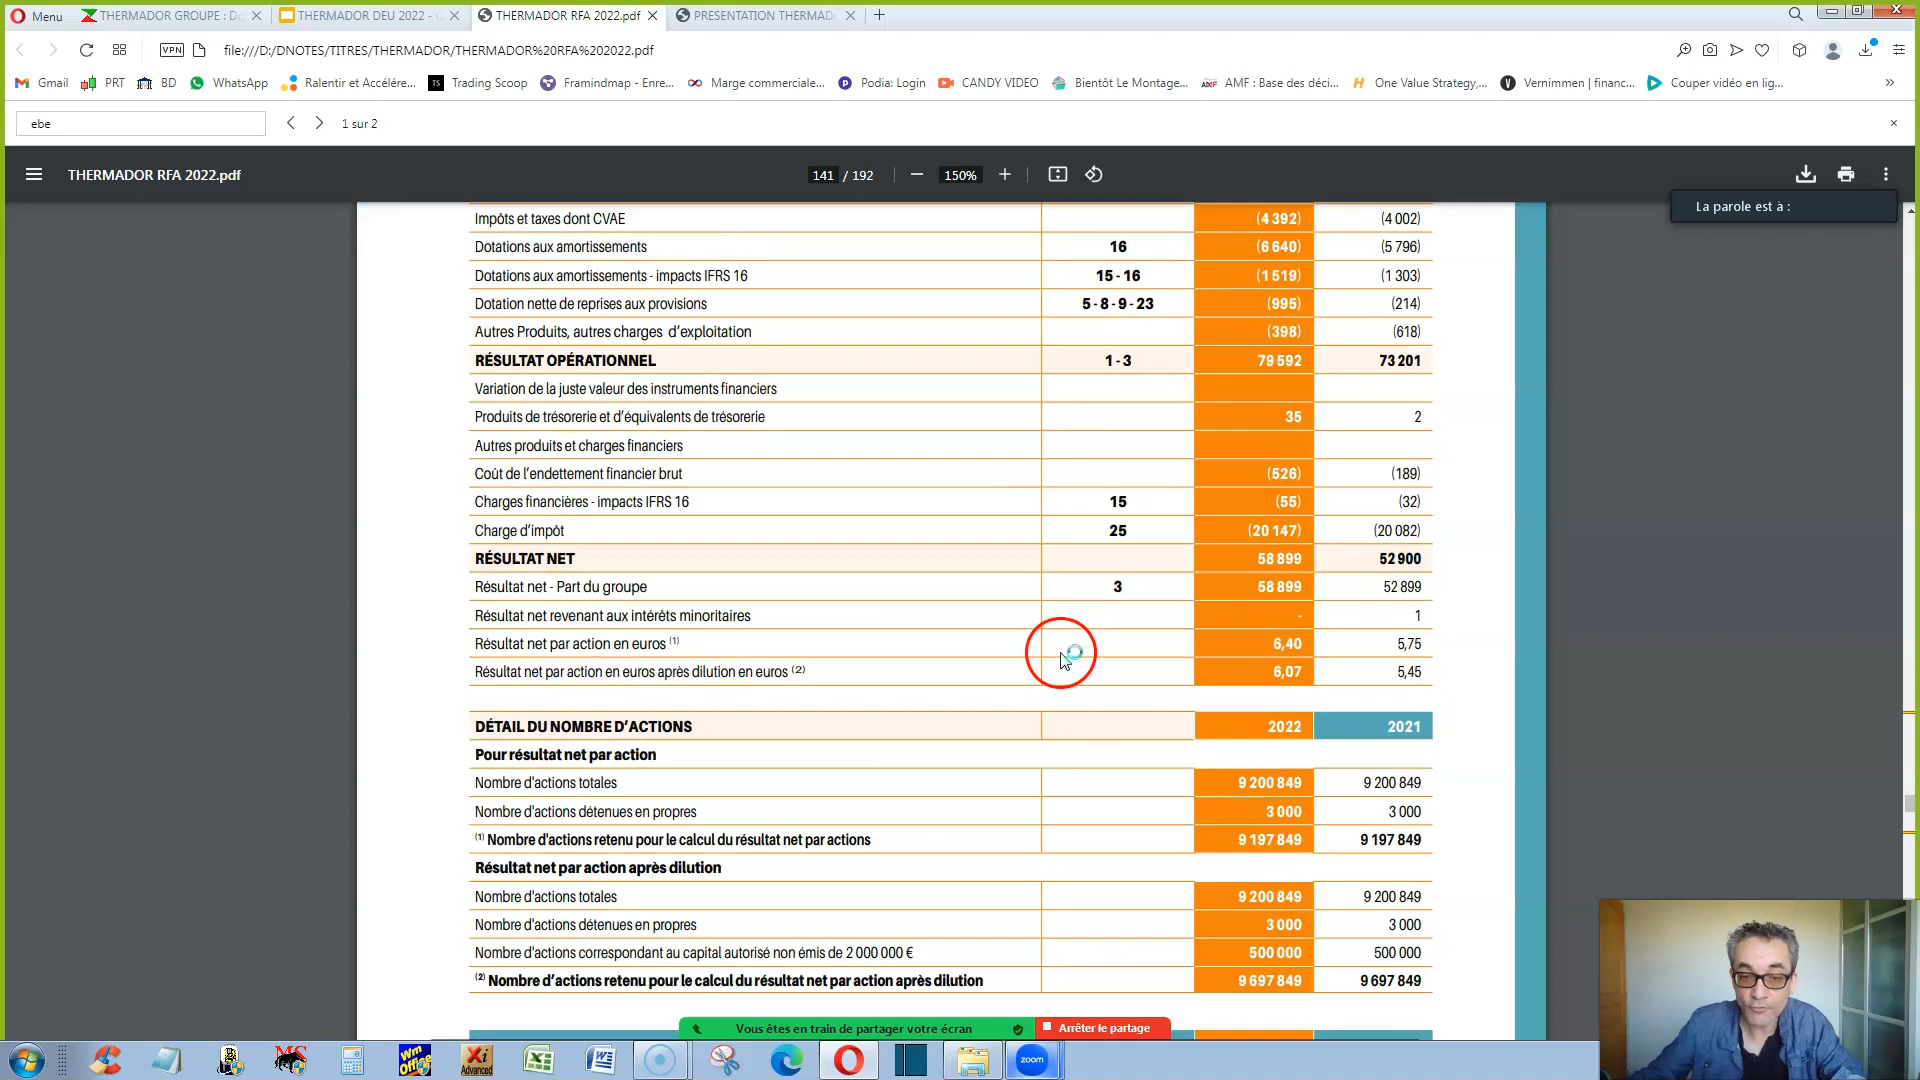 Menu
THERMADOR GROUPE : D
THERMADOR DEU 2022 -
THERMADOR RFA 2022.pdf
PRESENTATION THERMAD
VPN
file:///D:/DNOTES/TITRES/THERMADOR/THERMADOR%20RFA%202022.pdf
Gmail
PRT
BD
WhatsApp
Ralentir et Accélére...
TS
Trading Scoop
Framindmap - Enre...
Marge commerciale...
Podia: Login
CANDY VIDEO
Bientôt Le Montage...
AMF : Base des déci...
One Value Strategy,...
Vernimmen | financ...
Couper vidéo en lig...
ebe
1 sur 2
THERMADOR RFA 2022.pdf
141 / 192
150%
La parole est à :
Impôts et taxes dont CVAE (4 392) (4 002)
Dotations aux amortissements 16 (6 640) (5 796)
Dotations aux amortissements - impacts IFRS 16 15 - 16 (1 519) (1 303)
Dotation nette de reprises aux provisions 5 - 8 - 9 - 23 (995) (214)
Autres Produits, autres charges d'exploitation (398) (618)
RÉSULTAT OPÉRATIONNEL 1 - 3 79 592 73 201
Variation de la juste valeur des instruments financiers
Produits de trésorerie et d'équivalents de trésorerie 35 2
Autres produits et charges financiers
Coût de l'endettement financier brut (526) (189)
Charges financières - impacts IFRS 16 15 (55) (32)
Charge d'impôt 25 (20 147) (20 082)
RÉSULTAT NET 58 899 52 900
Résultat net - Part du groupe 3 58 899 52 899
Résultat net revenant aux intérêts minoritaires - 1
Résultat net par action en euros (1) 6,40 5,75
Résultat net par action en euros après dilution en euros (2) 6,07 5,45
DÉTAIL DU NOMBRE D'ACTIONS 2022 2021
Pour résultat net par action
Nombre d'actions totales 9 200 849 9 200 849
Nombre d'actions détenues en propres 3 000 3 000
(1) Nombre d'actions retenu pour le calcul du résultat net par actions 9 197 849 9 197 849
Résultat net par action après dilution
Nombre d'actions totales 9 200 849 9 200 849
Nombre d'actions détenues en propres 3 000 3 000
Nombre d'actions correspondant au capital autorisé non émis de 2 000 000 € 500 000 500 000
(2) Nombre d'actions retenu pour le calcul du résultat net par action après dilution 9 697 849 9 697 849
Vous êtes en train de partager votre écran
Arrêter le partage
Wm
Office
Xi
Advanced
zoom